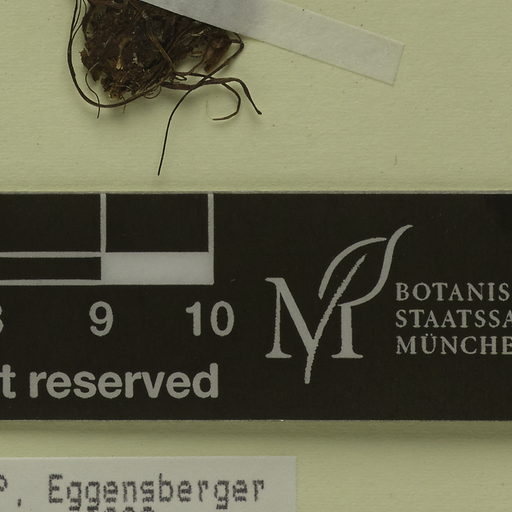 9 10
BOTANIS
STAATSSA
MÜNCHE
t reserved
P. Eggensberger